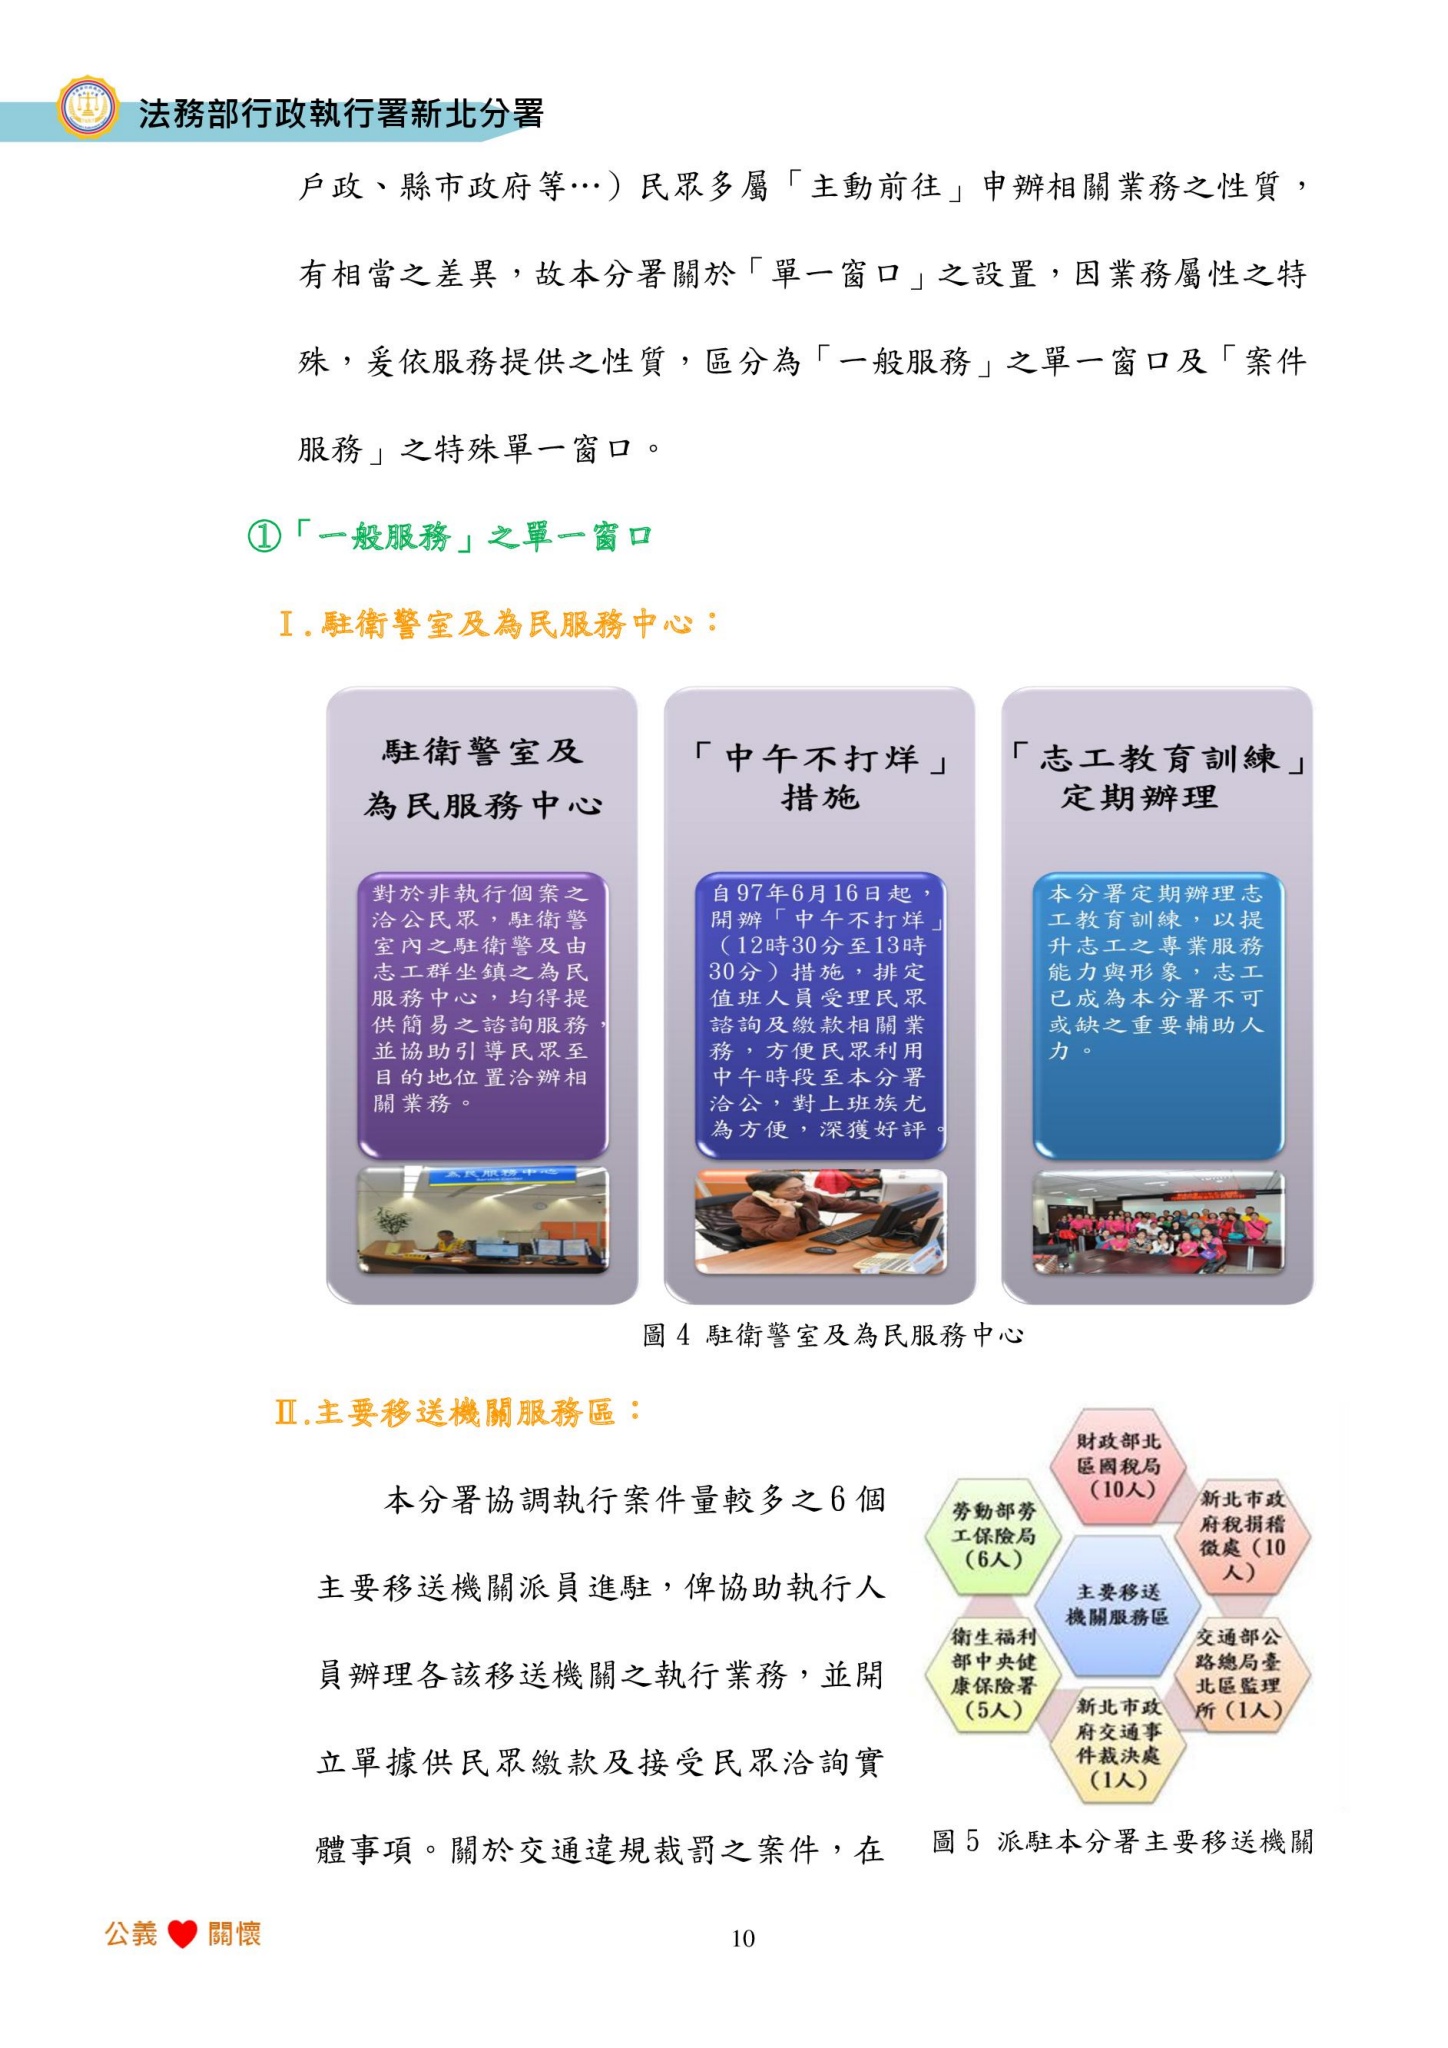 法務部行政執行署新北分署
戶政、縣市政府等…）民眾多屬「主動前往」申辦相關業務之性質，
有相當之差異，故本分署關於「單一窗口」之設置，因業務屬性之特
殊，爰依服務提供之性質，區分為「一般服務」之單一窗口及「案件
服務」之特殊單一窗口。
①「一般服務」之單一窗口
Ⅰ.駐衛警室及為民服務中心：
駐衛警室及
為民服務中心
對於非執行個案之
洽公民眾，駐衛警
室內之駐衛警及由
志工群坐鎮之為民
服務中心，均得提
供簡易之諮詢服務，
並協助引導民眾至
目的地位置洽辦相
關業務。
為民服務中心
Service Center
「中午不打烊」
措施
自97年6月16日起，
開辦「中午不打烊」
（12時30分至13時
30分）措施，排定
值班人員受理民眾
諮詢及繳款相關業
務，方便民眾利用
中午時段至本分署
洽公，對上班族尤
為方便，深獲好評。
「志工教育訓練」
定期辦理
本分署定期辦理志
工教育訓練，以提
升志工之專業服務
能力與形象，志工
已成為本分署不可
或缺之重要輔助人
力。
圖 4 駐衛警室及為民服務中心
Ⅱ.主要移送機關服務區：
本分署協調執行案件量較多之 6 個
主要移送機關派員進駐，俾協助執行人
員辦理各該移送機關之執行業務，並開
立單據供民眾繳款及接受民眾洽詢實
體事項。關於交通違規裁罰之案件，在
財政部北
區國稅局
（10人）
新北市政
府稅捐稽
徵處（10
人）
交通部公
路總局臺
北區監理
所（1人）
新北市政
府交通事
件裁決處
（1人）
衛生福利
部中央健
康保險署
（5人）
勞動部勞
工保險局
（6人）
主要移送
機關服務區
圖 5 派駐本分署主要移送機關
公義 關懷
10